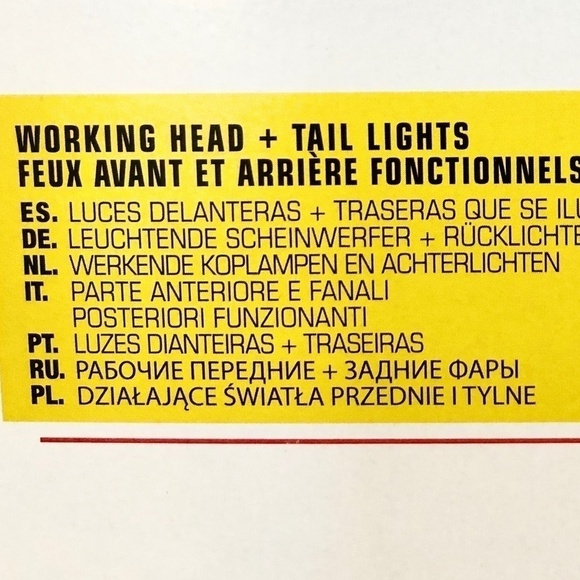 WORKING HEAD + TAIL LIGHTS
FEUX AVANT ET ARRIÈRE FONCTIONNELS
ES. LUCES DELANTERAS + TRASERAS QUE SE
DE. LEUCHTENDE SCHEINWERFER +
NL. WERKENDE KOPLAMPEN EN ACHTERLICHTEN
IT. PARTE ANTERIORE E FANALI
POSTERIORI FUNZIONANTI
PT. LUZES DIANTEIRAS + TRASEIRAS
RU. РАБОЧИЕ ПЕРЕДНИЕ + ЗАДНИЕ ФАРЫ
PL. DZIAŁAJĄCE ŚWIATŁA PRZEDNIE I TYLNE